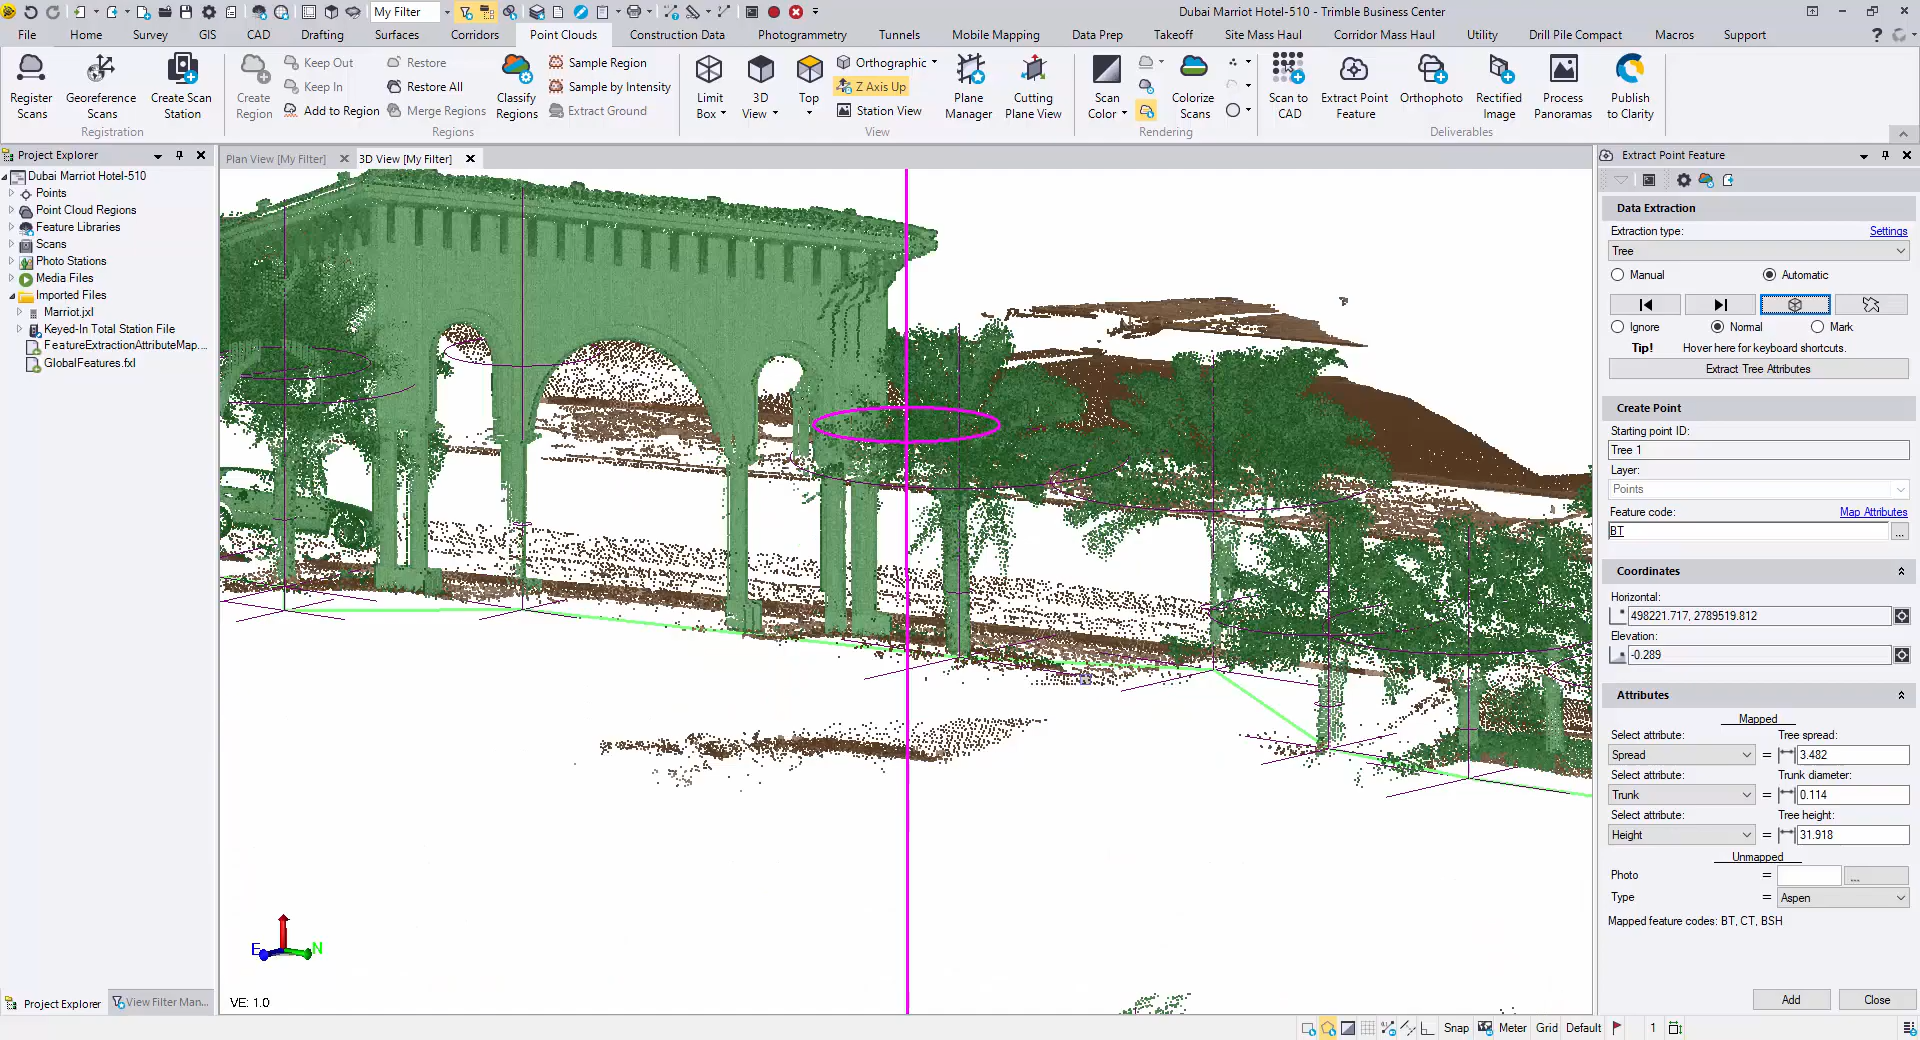 My Filter
Dubai Marriot Hotel-510 - Trimble Business Center
File Home Survey GIS CAD Drafting Surfaces Corridors Point Clouds Construction Data Photogrammetry Tunnels Mobile Mapping Data Prep Takeoff Site Mass Haul Corridor Mass Haul Utility Drill Pile Compact Macros Support
Register Scans
Georeference Scans
Create Scan Station
Registration
Create Region
Keep Out
Keep In
Add to Region
Restore
Restore All
Merge Regions
Classify Regions
Sample Region
Sample by Intensity
Extract Ground
Regions
Limit Box
3D View
Top
Orthographic
Z Axis Up
Station View
Plane Manager
Cutting Plane View
View
Scan Color
Colorize Scans
Rendering
Scan to CAD
Extract Point Feature
Orthophoto
Rectified Image
Process Panoramas
Publish to Clarity
Deliverables
Project Explorer
Dubai Marriot Hotel-510
Points
Point Cloud Regions
Feature Libraries
Scans
Photo Stations
Media Files
Imported Files
Marriot.jxl
Keyed-In Total Station File
FeatureExtractionAttributeMap...
GlobalFeatures.fxl
Project Explorer
View Filter Man...
Plan View [My Filter]
3D View [My Filter]
E
N
VE: 1.0
Extract Point Feature
Data Extraction
Extraction type:
Settings
Tree
Manual
Automatic
Ignore
Normal
Mark
Tip!
Hover here for keyboard shortcuts.
Extract Tree Attributes
Create Point
Starting point ID:
Tree 1
Layer:
Points
Feature code:
Map Attributes
BT
...
Coordinates
Horizontal:
498221.717, 2789519.812
Elevation:
-0.289
Attributes
Mapped
Select attribute:
Tree spread:
Spread
=
3.482
Select attribute:
Trunk diameter:
Trunk
=
0.114
Select attribute:
Tree height:
Height
=
31.918
Unmapped
Photo
=
...
Type
=
Aspen
Mapped feature codes: BT, CT, BSH
Add
Close
Snap
Meter
Grid
Default
1